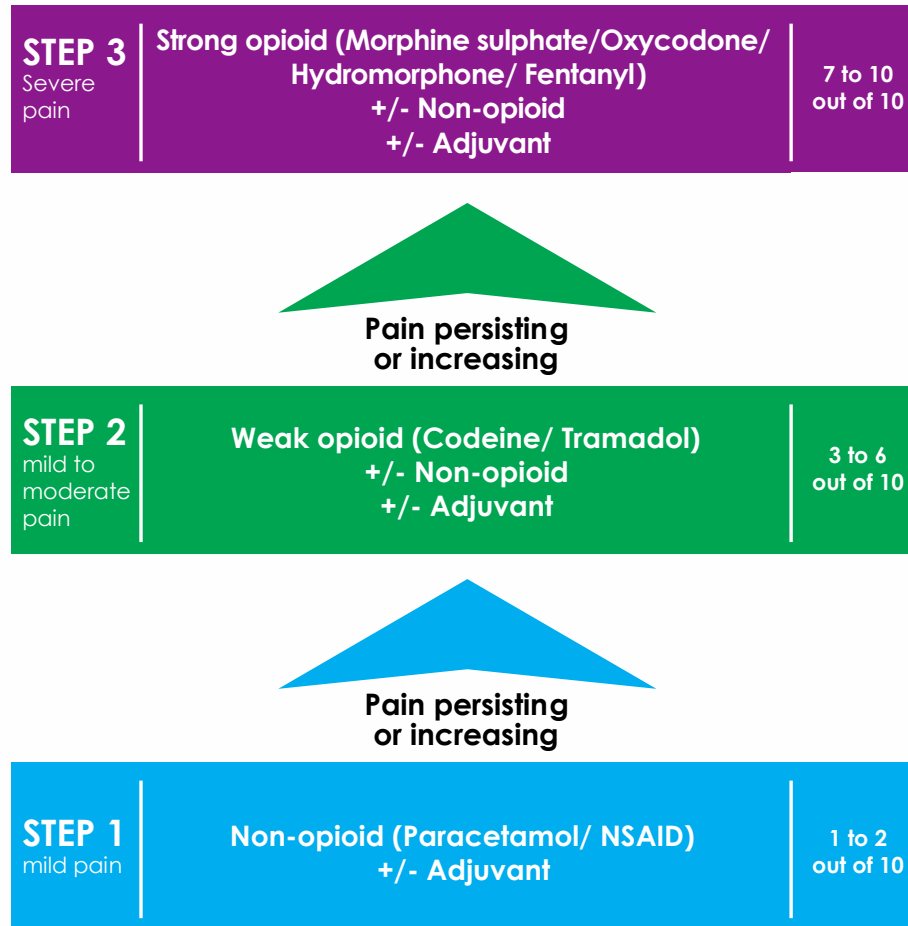 STEP 3
Severe
pain
Strong opioid (Morphine sulphate/Oxycodone/
Hydromorphone/ Fentanyl)
+/- Non-opioid
+/- Adjuvant
7 to 10
out of 10
Pain persisting
or increasing
STEP 2
mild to
moderate
pain
Weak opioid (Codeine/ Tramadol)
+/- Non-opioid
+/- Adjuvant
3 to 6
out of 10
Pain persisting
or increasing
STEP 1
mild pain
Non-opioid (Paracetamol/ NSAID)
+/- Adjuvant
1 to 2
out of 10